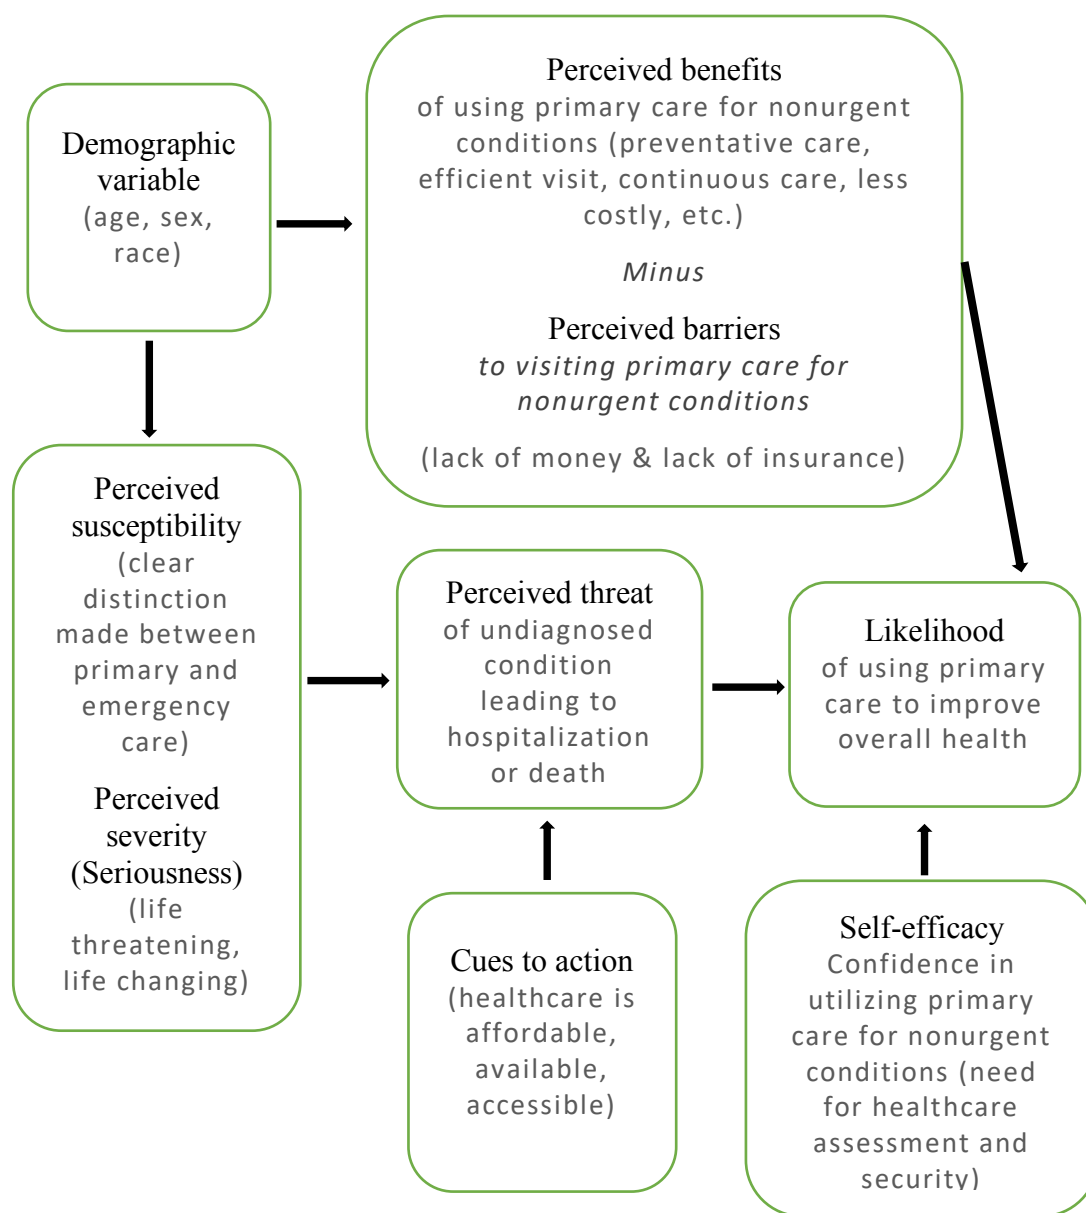 Demographic
variable
(age, sex,
race)
Perceived benefits
of using primary care for nonurgent
conditions (preventative care,
efficient visit, continuous care, less
costly, etc.)
Minus
Perceived barriers
to visiting primary care for
nonurgent conditions
(lack of money & lack of insurance)
Perceived
susceptibility
(clear
distinction
made between
primary and
emergency
care)
Perceived
severity
(Seriousness)
(life
threatening,
life changing)
Perceived threat
of undiagnosed
condition
leading to
hospitalization
or death
Likelihood
of using primary
care to improve
overall health
Cues to action
(healthcare is
affordable,
available,
accessible)
Self-efficacy
Confidence in
utilizing primary
care for nonurgent
conditions (need
for healthcare
assessment and
security)